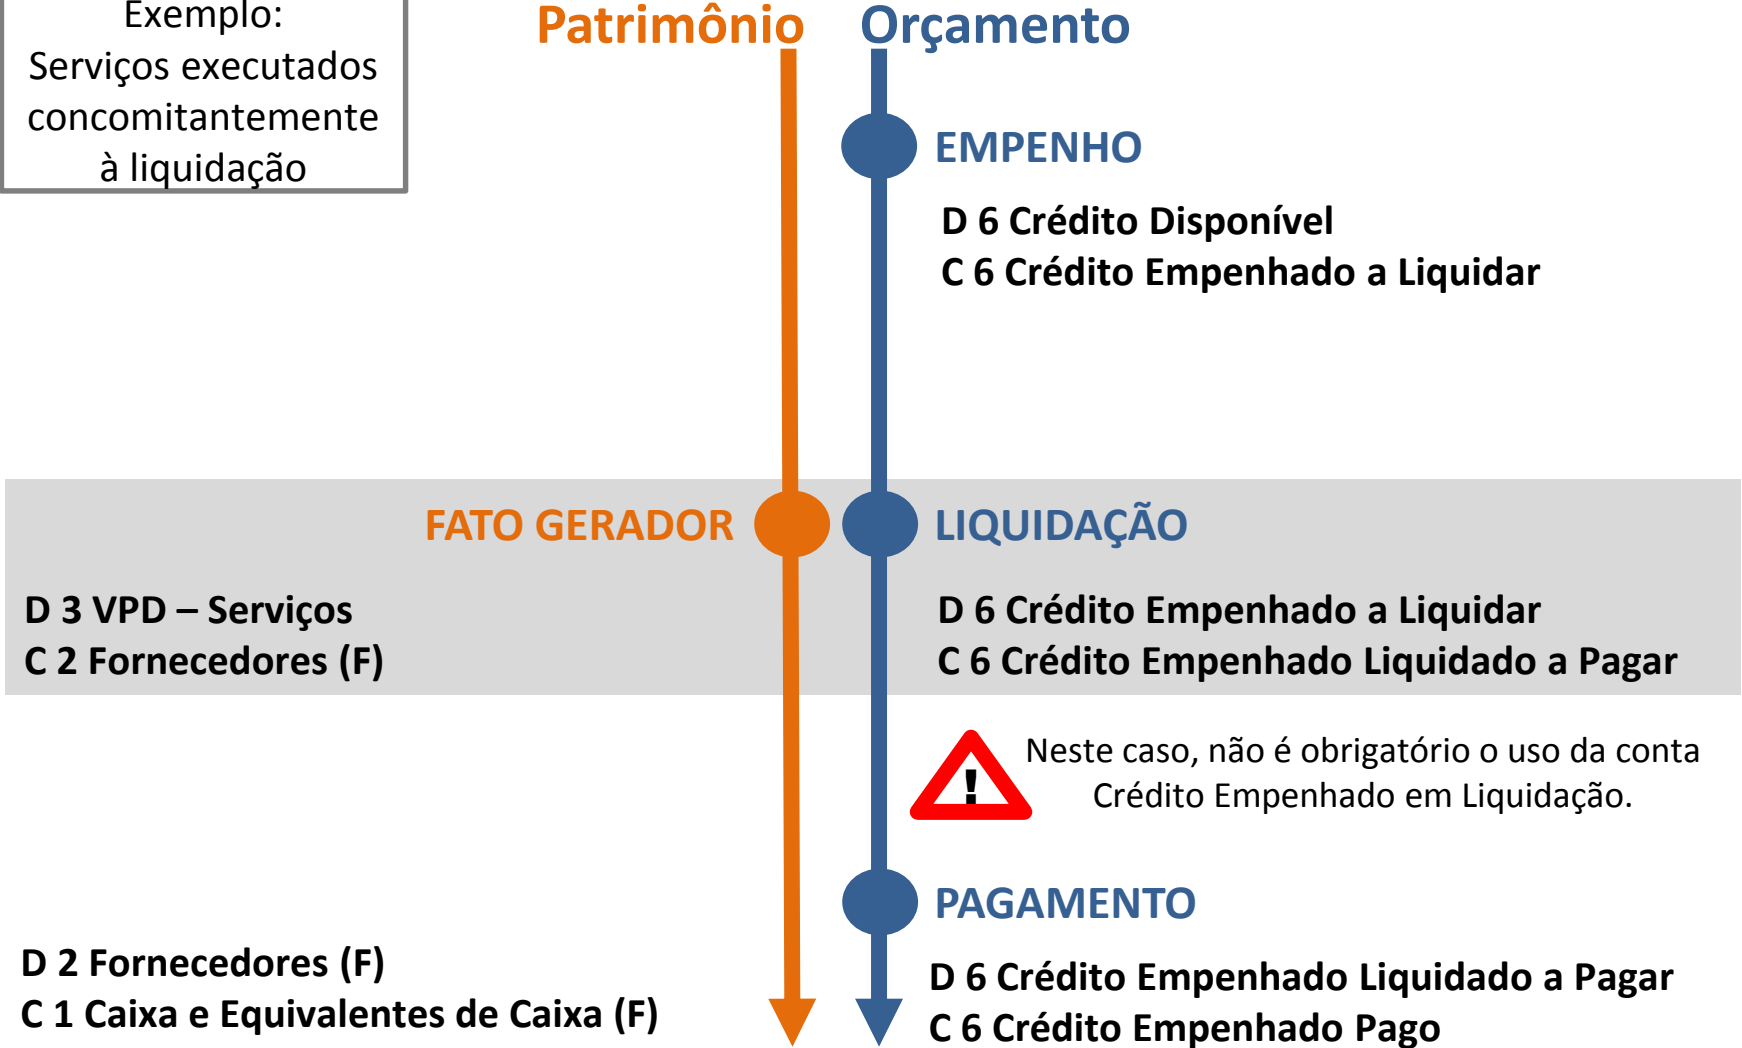 Exemplo:
Serviços executados
concomitantemente
à liquidação
Patrimônio
Orçamento
EMPENHO
D 6 Crédito Disponível
C 6 Crédito Empenhado a Liquidar
FATO GERADOR
LIQUIDAÇÃO
D 3 VPD – Serviços
C 2 Fornecedores (F)
D 6 Crédito Empenhado a Liquidar
C 6 Crédito Empenhado Liquidado a Pagar
!
Neste caso, não é obrigatório o uso da conta
Crédito Empenhado em Liquidação.
PAGAMENTO
D 2 Fornecedores (F)
C 1 Caixa e Equivalentes de Caixa (F)
D 6 Crédito Empenhado Liquidado a Pagar
C 6 Crédito Empenhado Pago